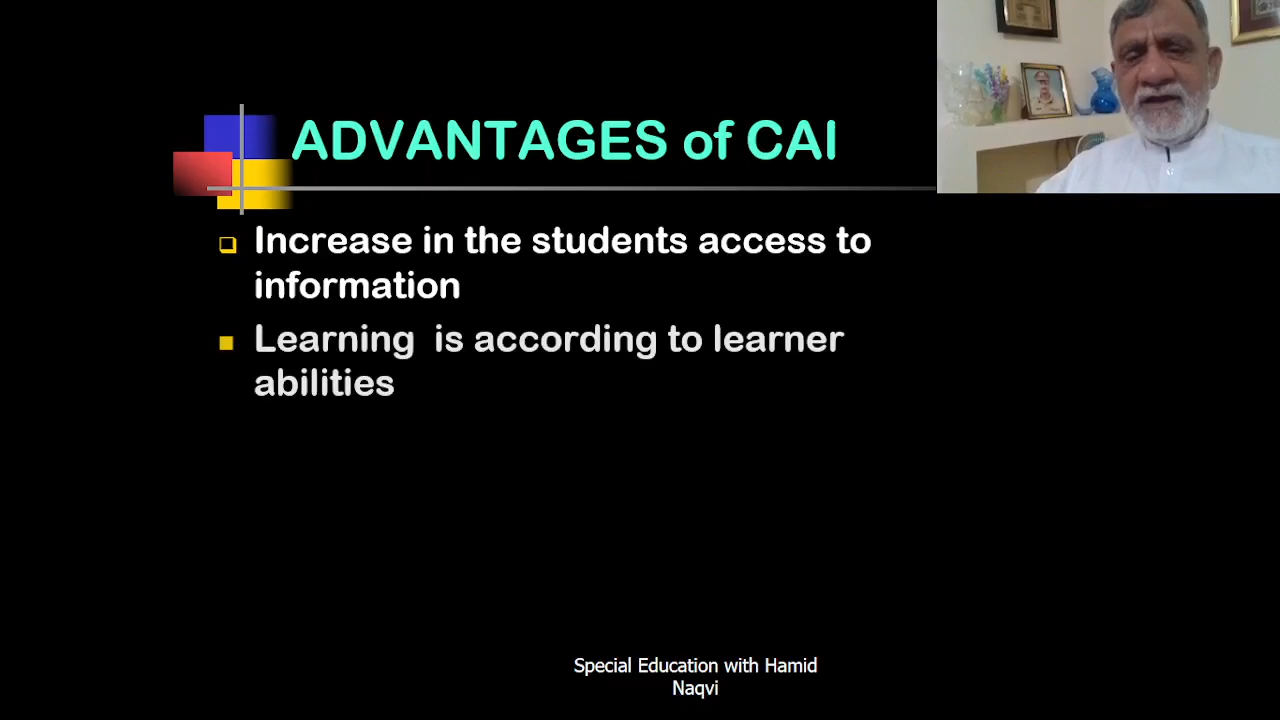 ADVANTAGES of CAI
Increase in the students access to
information
Learning is according to learner
abilities
Special Education with Hamid
Naqvi